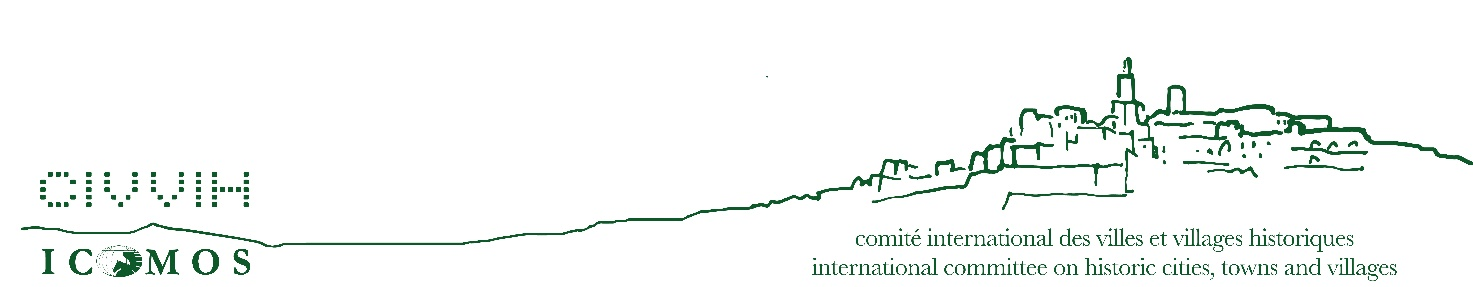 CIVVIH
ICOMOS
comité international des villes et villages historiques
international committee on historic cities, towns and villages